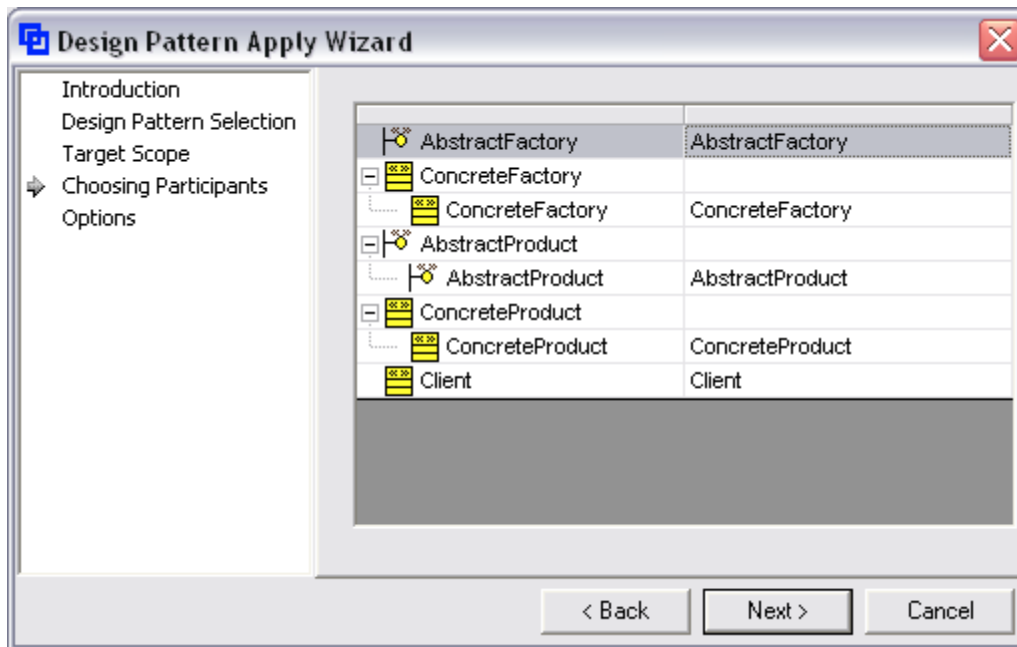 Design Pattern Apply Wizard
Introduction
Design Pattern Selection
Target Scope
Choosing Participants
Options
AbstractFactory AbstractFactory
ConcreteFactory
ConcreteFactory ConcreteFactory
AbstractProduct
AbstractProduct AbstractProduct
ConcreteProduct
ConcreteProduct ConcreteProduct
Client Client
< Back Next > Cancel